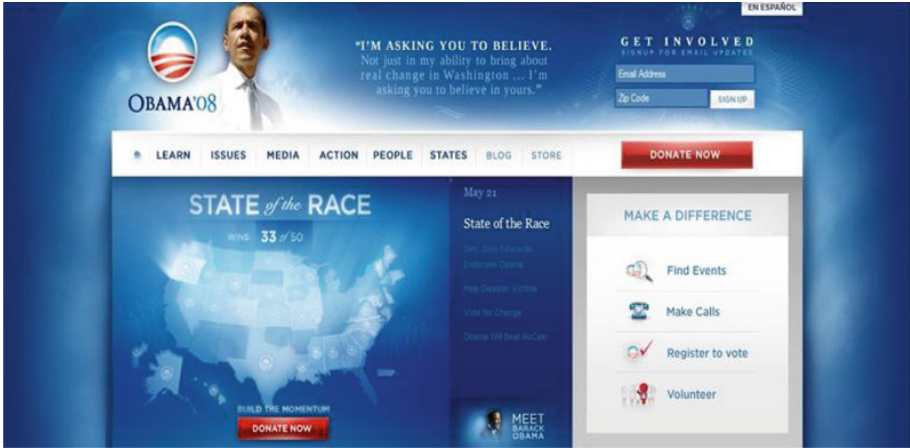 EN ESPAÑOL
OBAMA'08
"I'M ASKING YOU TO BELIEVE.
Not just in my ability to bring about
real change in Washington ... I'm
asking you to believe in yours."
GET INVOLVED
SIGNUP FOR EMAIL UPDATES
Email Address
Zip Code
SIGN UP
LEARN ISSUES MEDIA ACTION PEOPLE STATES BLOG STORE
DONATE NOW
STATE of the RACE
WINS: 33 of 50
BUILD THE MOMENTUM
DONATE NOW
May 21
State of the Race
Sen. John Edwards
Endorses Obama
Help Disaster Victims
Vote for Change
Obama Will Beat McCain
MEET
BARACK
OBAMA
MAKE A DIFFERENCE
Find Events
Make Calls
Register to vote
Volunteer